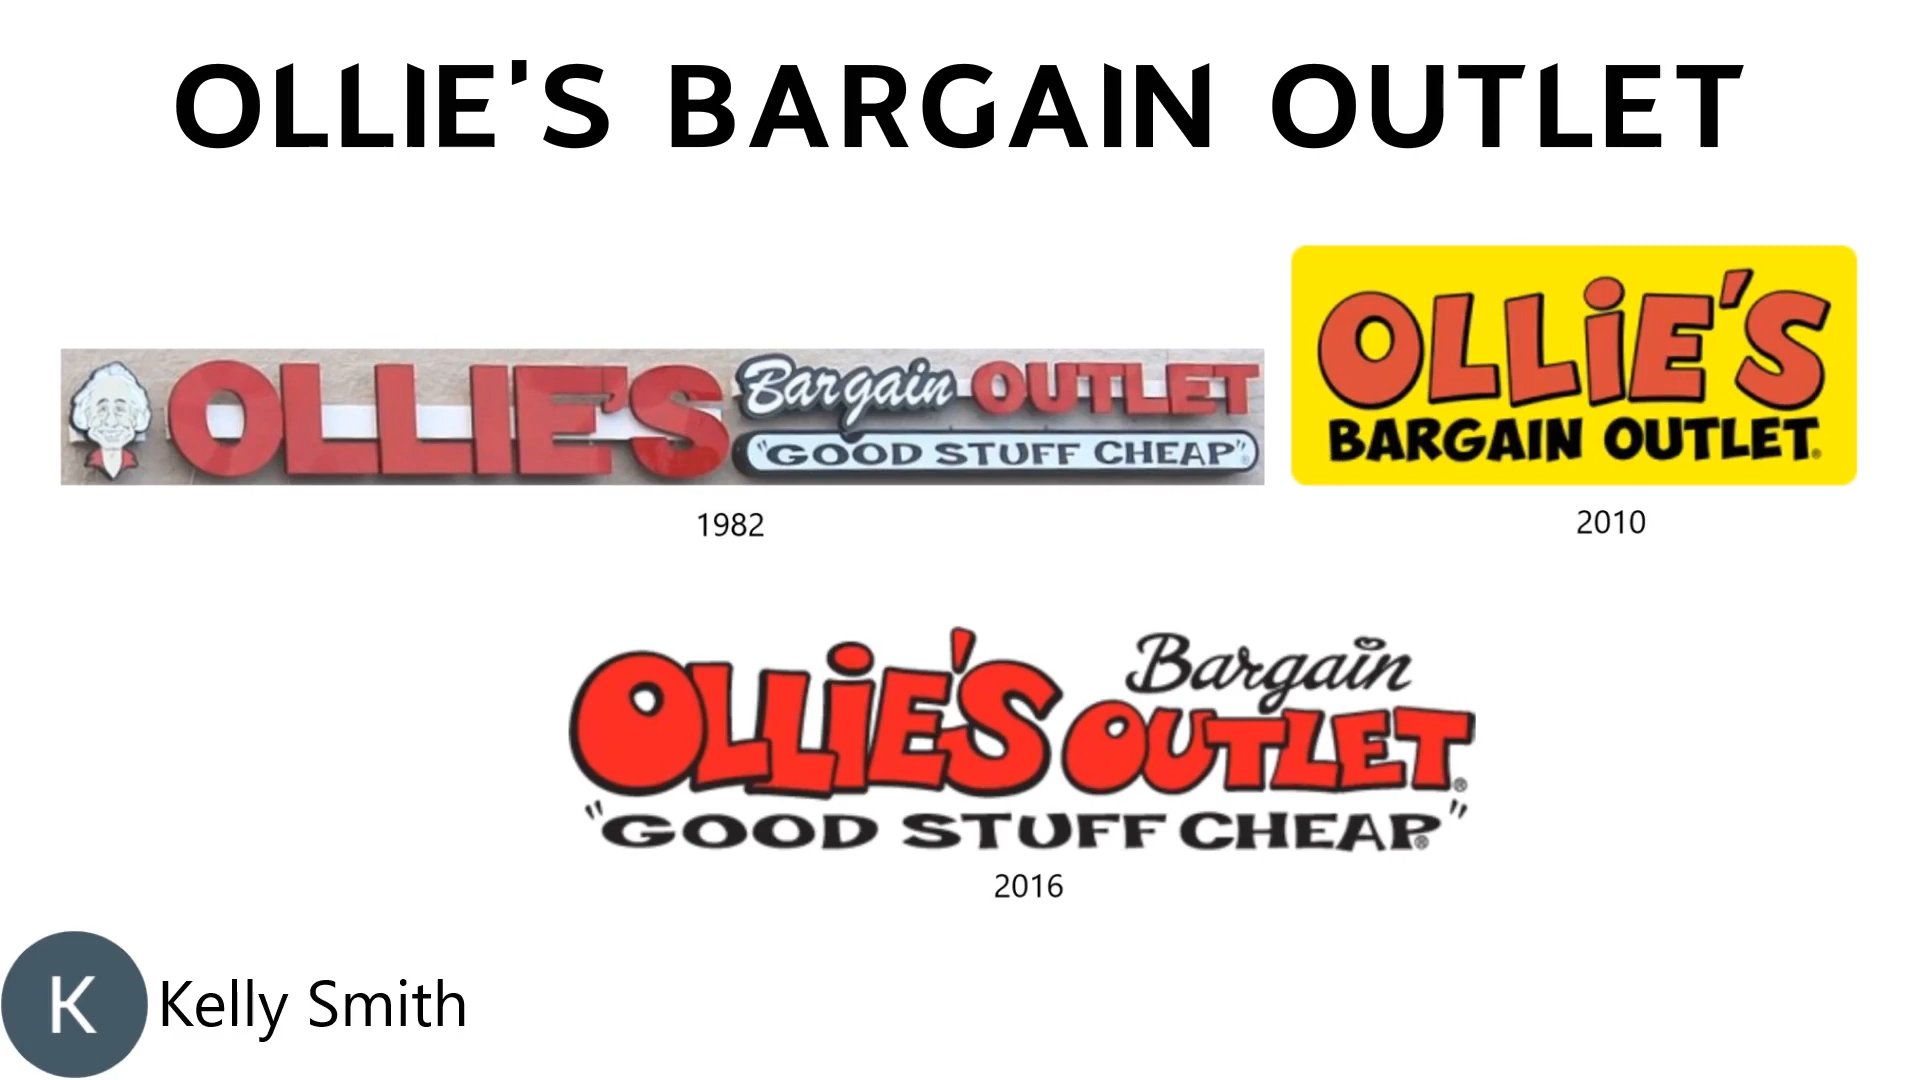 OLLIE'S BARGAIN OUTLET
OLLIE'S Bargain OUTLET
"GOOD STUFF CHEAP"
1982
OLLiE'S
BARGAIN OUTLET®
2010
OLLiE'S Bargain
OUTLET®
"GOOD STUFF CHEAP®"
2016
K Kelly Smith